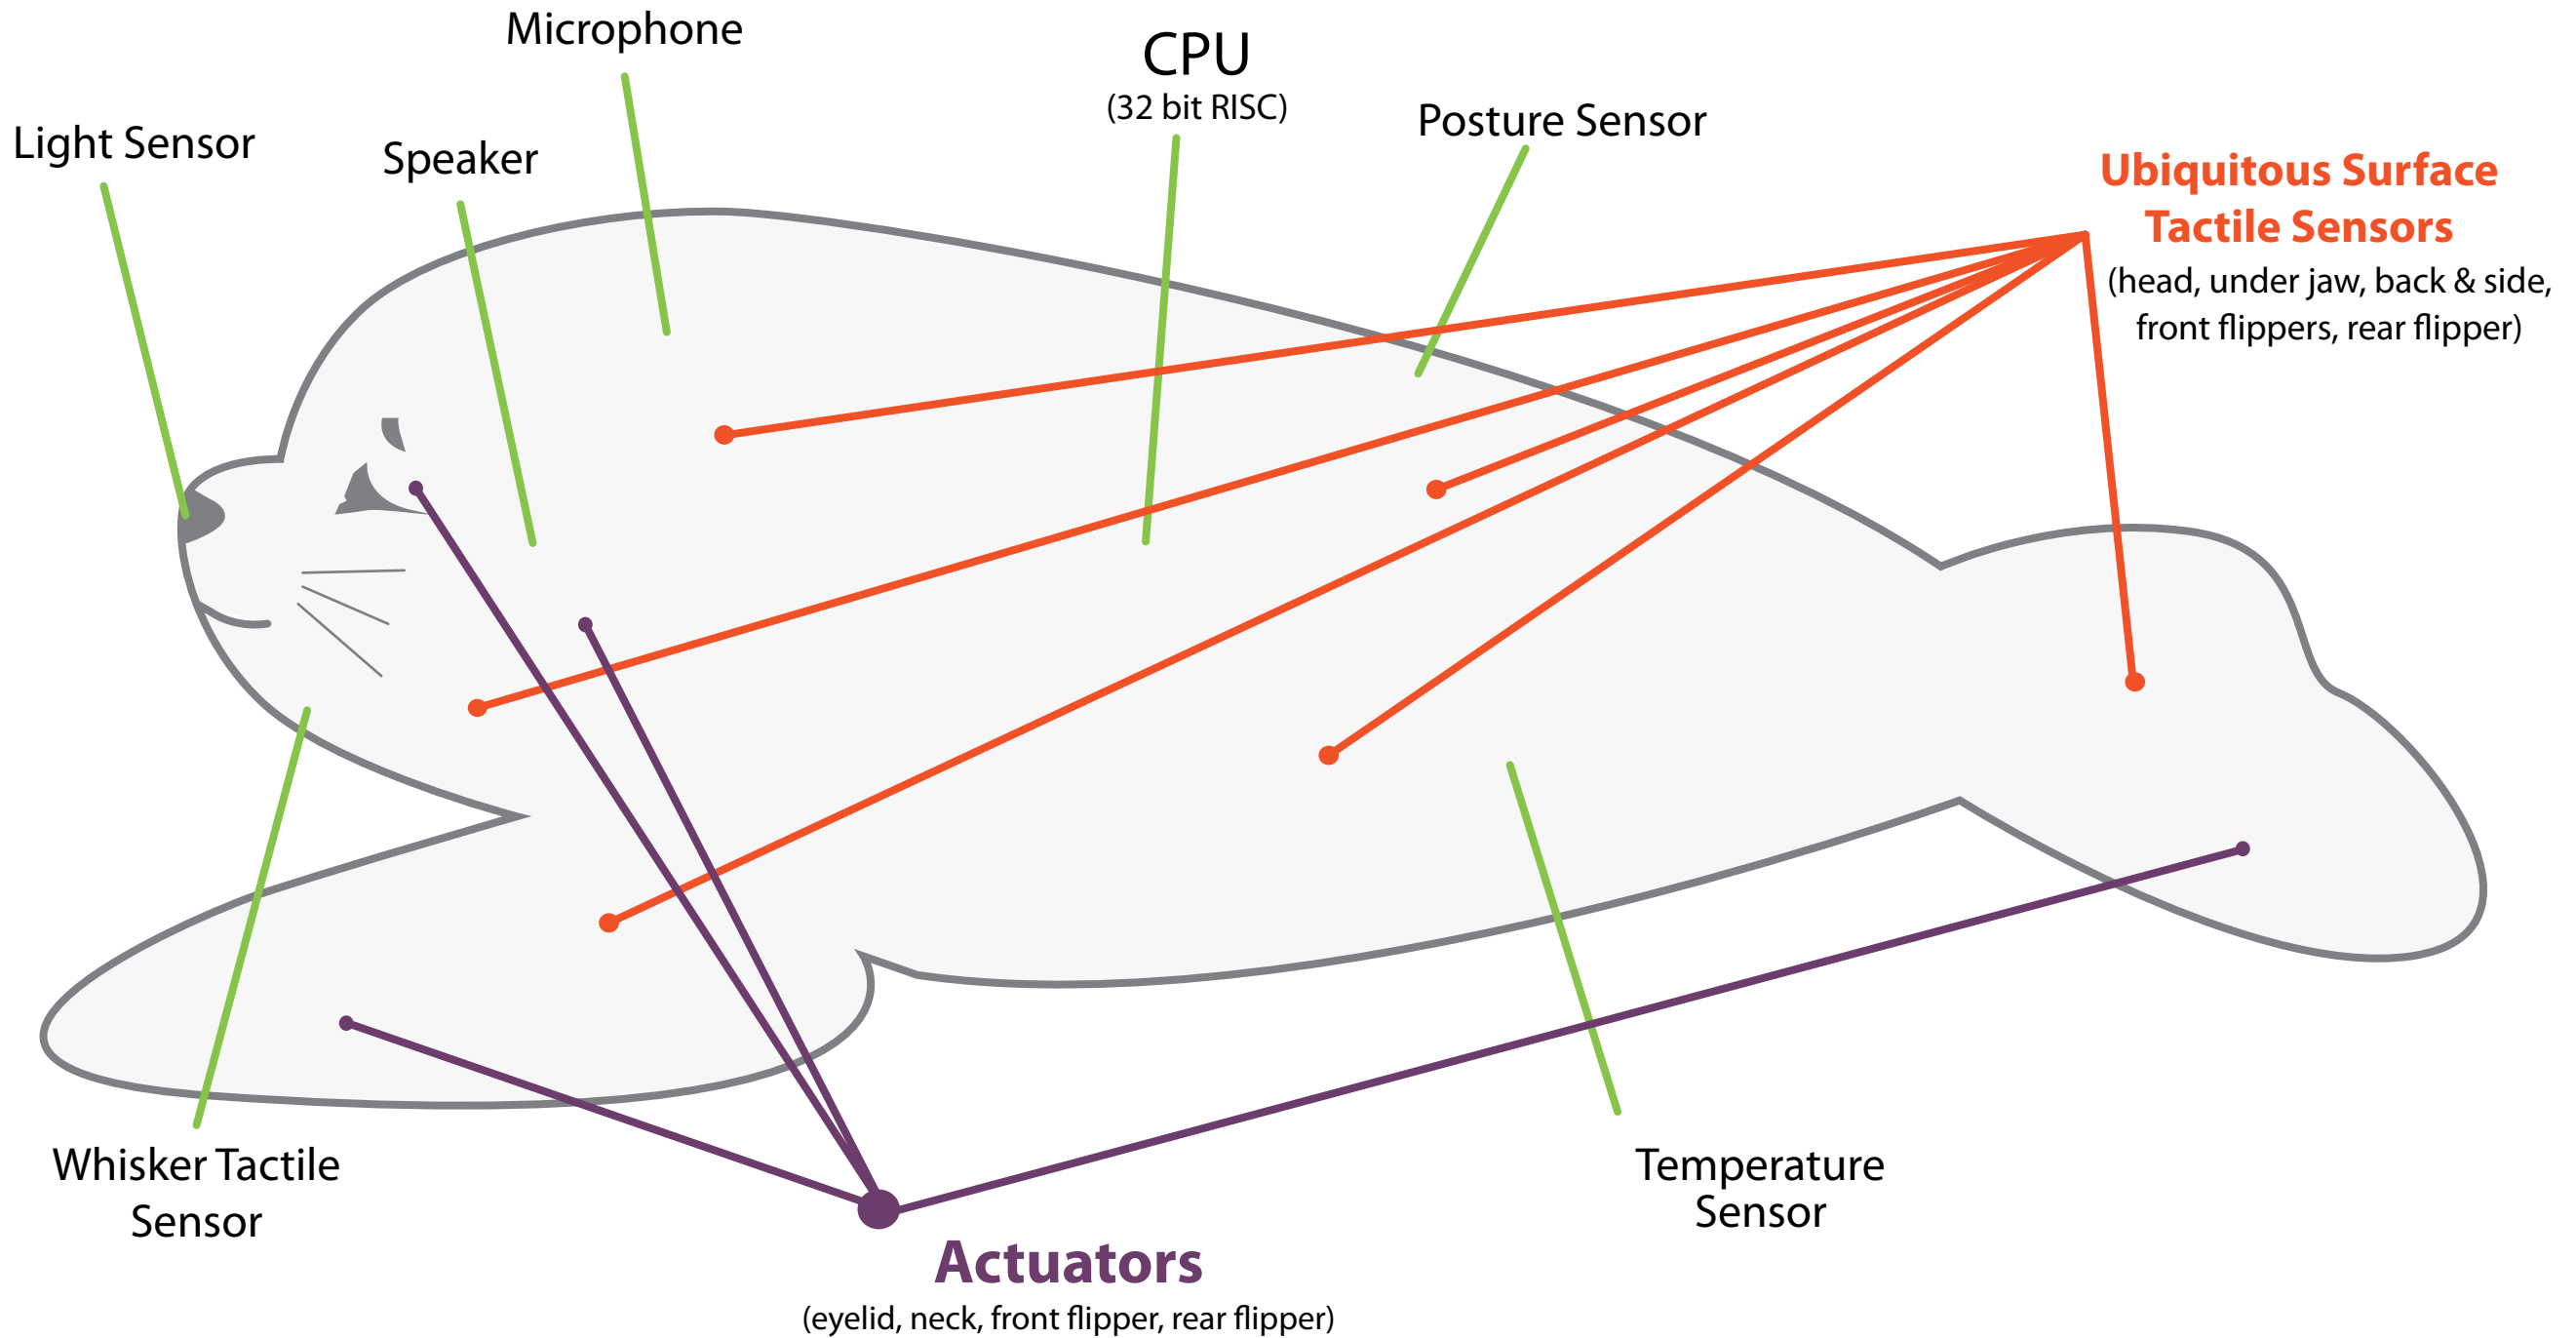 Microphone
CPU
(32 bit RISC)
Posture Sensor
Light Sensor
Speaker
Ubiquitous Surface
Tactile Sensors
(head, under jaw, back & side,
front flippers, rear flipper)
Whisker Tactile
Sensor
Temperature
Sensor
Actuators
(eyelid, neck, front flipper, rear flipper)